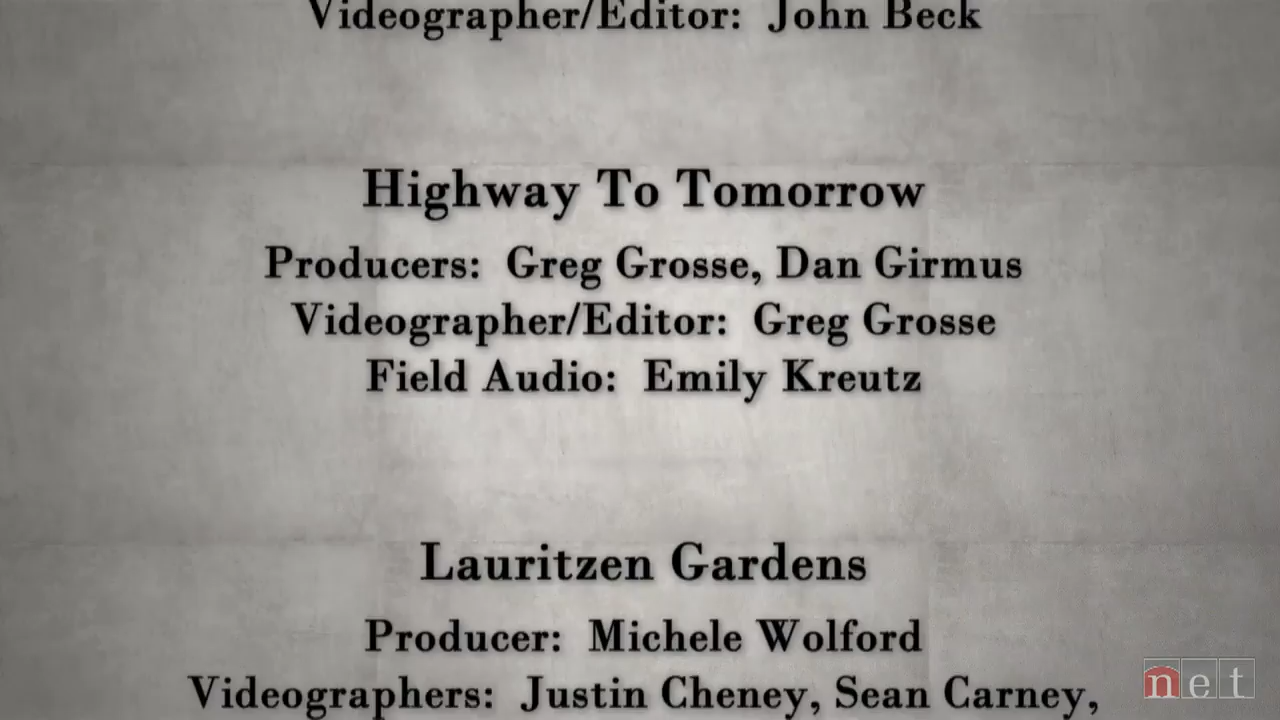 Videographer/Editor: John Beck
Highway To Tomorrow
Producers: Greg Grosse, Dan Girmus
Videographer/Editor: Greg Grosse
Field Audio: Emily Kreutz
Lauritzen Gardens
Producer: Michele Wolford
Videographers: Justin Cheney, Sean Carney,
net